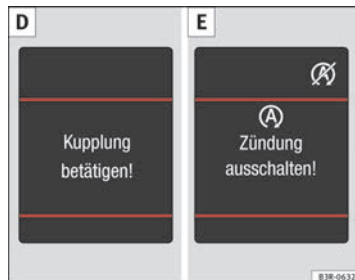 D
Kupplung
betätigen!
E
Zündung
ausschalten!
B3R-0632